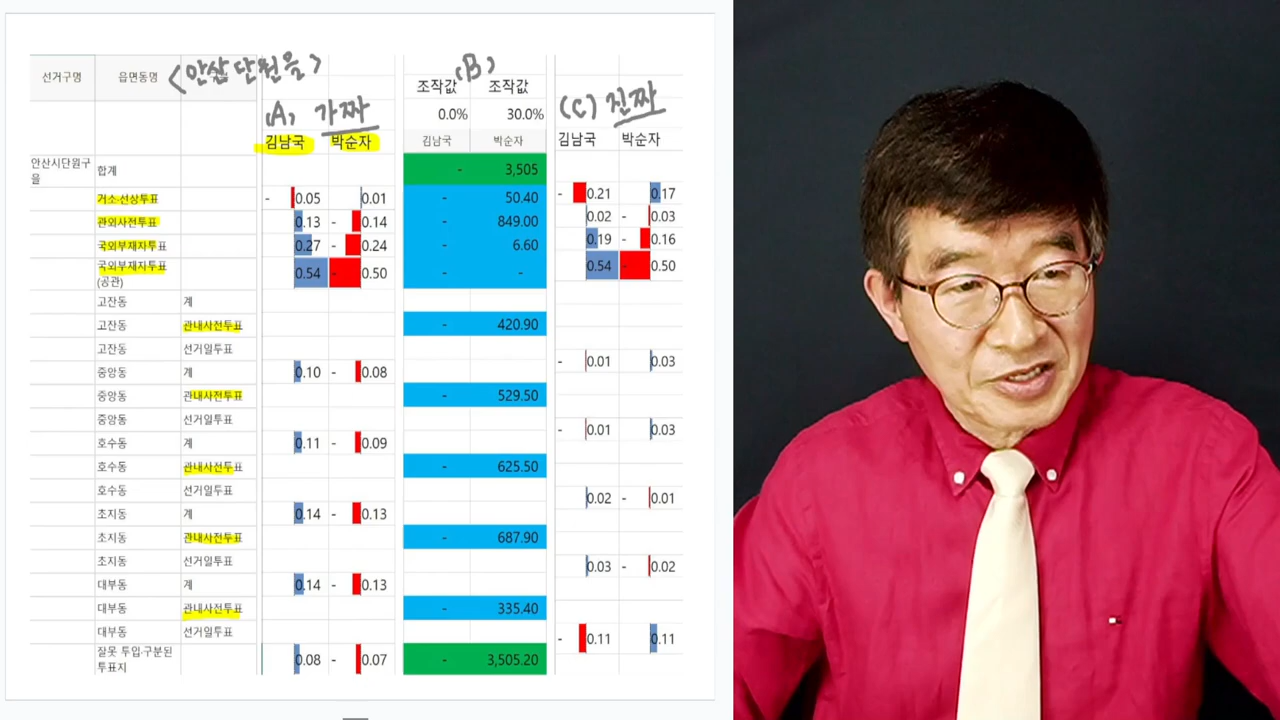 선거구명 읍면동명 <안산 단원을>
(B)
조작값 조작값
(A) 가짜 0.0% 30.0% (C) 진짜
김남국 박순자 김남국 박순자 김남국 박순자
안산시단원구을 합계 - 3,505
거소·선상투표 - 0.05 0.01 - 50.40 - 0.21 0.17
관외사전투표 0.13 - 0.14 - 849.00 0.02 - 0.03
국외부재자투표 0.27 - 0.24 - 6.60 0.19 - 0.16
국외부재자투표(공관) 0.54 - 0.50 - - 0.54 - 0.50
고잔동 계
고잔동 관내사전투표 - 420.90
고잔동 선거일투표 - 0.01 0.03
중앙동 계 0.10 - 0.08
중앙동 관내사전투표 - 529.50
중앙동 선거일투표 - 0.01 0.03
호수동 계 0.11 - 0.09
호수동 관내사전투표 - 625.50
호수동 선거일투표 0.02 - 0.01
초지동 계 0.14 - 0.13
초지동 관내사전투표 - 687.90
초지동 선거일투표 0.03 - 0.02
대부동 계 0.14 - 0.13
대부동 관내사전투표 - 335.40
대부동 선거일투표 - 0.11 0.11
잘못 투입·구분된 투표지 0.08 - 0.07 - 3,505.20